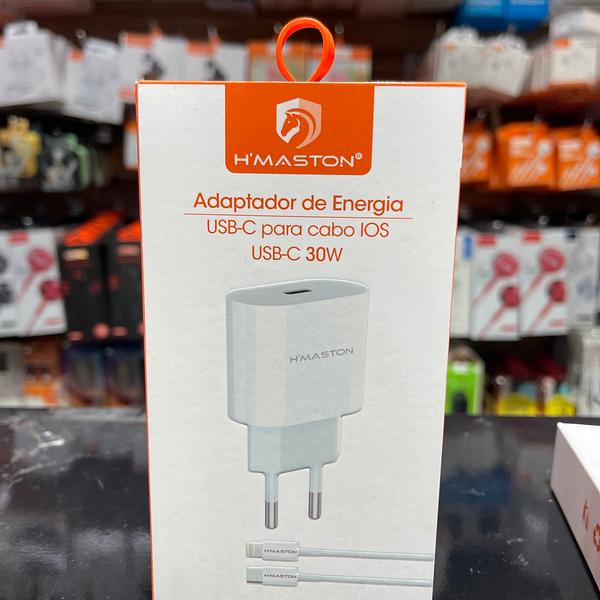 H'MASTON®
Adaptador de Energia
USB-C para cabo IOS
USB-C 30W
H'MASTON
H'MASTON
H'MASTON